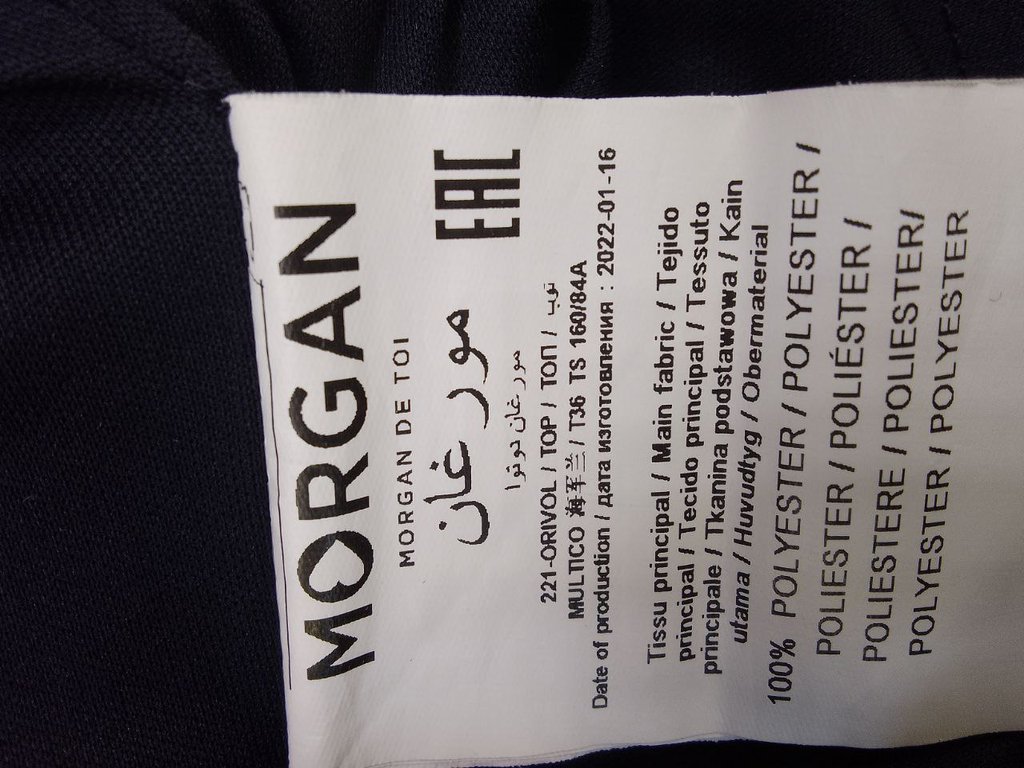 MORGAN
MORGAN DE TOI
مورغان
EAC
مورغان دو توا
221-ORIVOL / TOP / ТОП / توب
MULTICO 海军兰 / T36 TS 160/84A
Date of production / дата изготовления : 2022-01-16
Tissu principal / Main fabric / Tejido
principal / Tecido principal / Tessuto
principale / Tkanina podstawowa / Kain
utama / Huvudtyg / Obermaterial
100% POLYESTER / POLYESTER /
POLIESTER / POLIÉSTER /
POLIESTERE / POLIESTER/
POLYESTER / POLYESTER